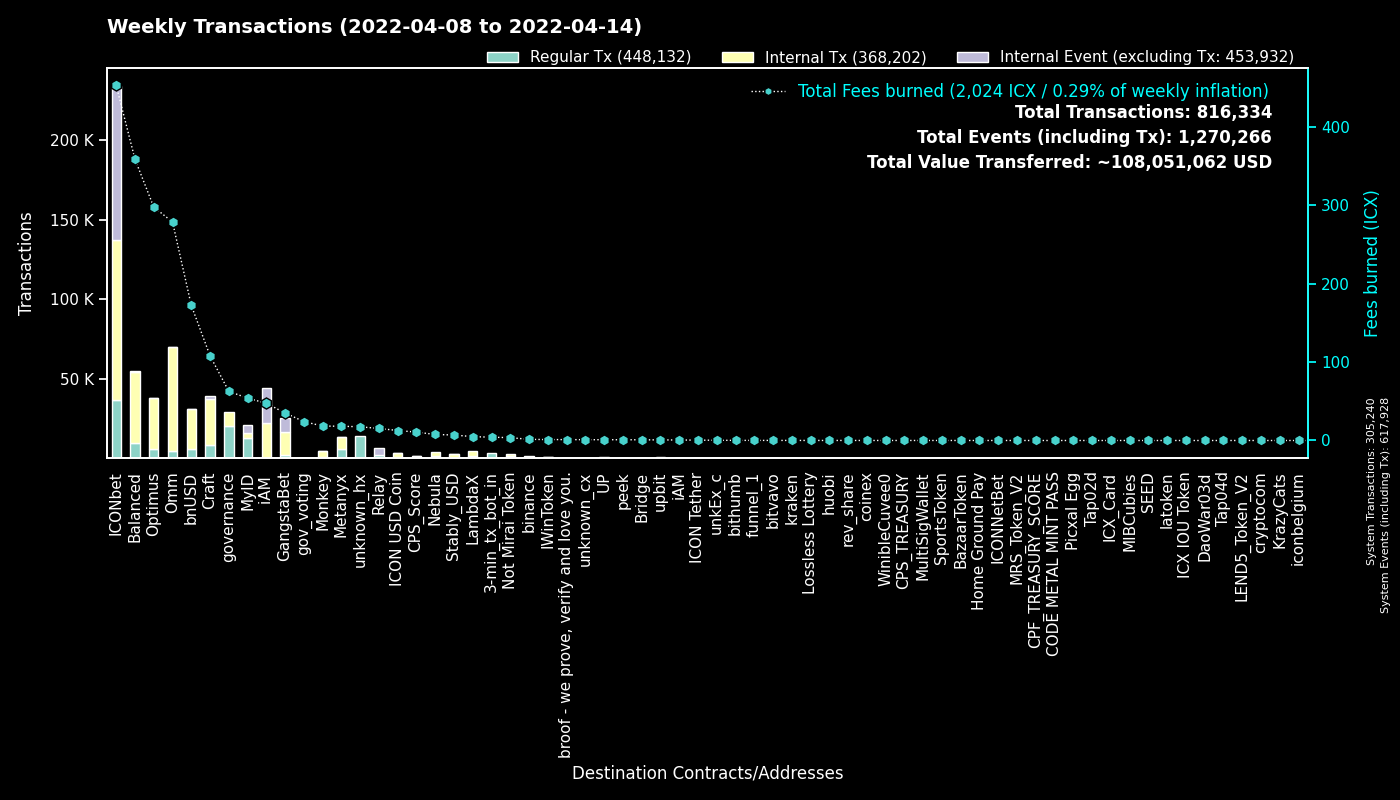 Weekly Transactions (2022-04-08 to 2022-04-14)
Regular Tx (448,132)
Internal Tx (368,202)
Internal Event (excluding Tx: 453,932)
Total Fees burned (2,024 ICX / 0.29% of weekly inflation)
Total Transactions: 816,334
Total Events (including Tx): 1,270,266
Total Value Transferred: ~108,051,062 USD
Transactions
200 K
150 K
100 K
50 K
400
300
200
100
0
Fees burned (ICX)
System Transactions: 305,240
System Events (including Tx): 617,928
ICONbet
Balanced
Optimus
Omm
bnUSD
Craft
governance
MyID
iAM
GangstaBet
gov_voting
Monkey
Metanyx
unknown_hx
Relay
ICON USD Coin
CPS_Score
Nebula
Stably_USD
LambdaX
3-min_tx_bot_in
Not Mirai Token
binance
IWinToken
broof - we prove, verify and love you.
unknown_cx
UP
peek
Bridge
upbit
iAM
ICON Tether
unkEx_c
bithumb
funnel_1
bitvavo
kraken
Lossless Lottery
huobi
rev_share
coinex
WinibleCuvee0
CPS_TREASURY
MultiSigWallet
SportsToken
BazaarToken
Home Ground Pay
ICONNetBet
MRS_Token_V2
CPF_TREASURY_SCORE
CODE METAL MINT PASS
Picxal Egg
Tap02d
ICX_Card
MIBCubies
SEED
latoken
ICX IOU Token
DaoWar03d
Tap04d
LEND5_Token_V2
cryptocom
KrazyCats
iconbelgium
Destination Contracts/Addresses